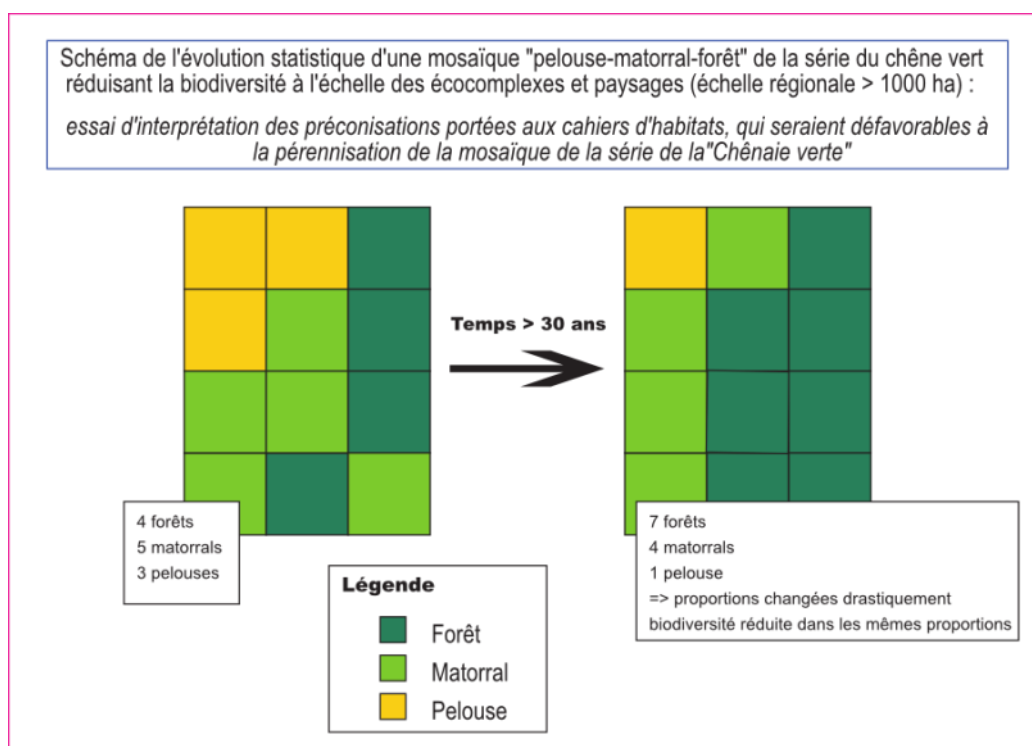 Schéma de l'évolution statistique d'une mosaïque "pelouse-matorral-forêt" de la série du chêne vert
réduisant la biodiversité à l'échelle des écocomplexes et paysages (échelle régionale > 1000 ha) :
essai d'interprétation des préconisations portées aux cahiers d'habitats, qui seraient défavorables à
la pérennisation de la mosaïque de la série de la"Chênaie verte"
Temps > 30 ans
4 forêts
5 matorrals
3 pelouses
7 forêts
4 matorrals
1 pelouse
=> proportions changées drastiquement
biodiversité réduite dans les mêmes proportions
Légende
Forêt
Matorral
Pelouse